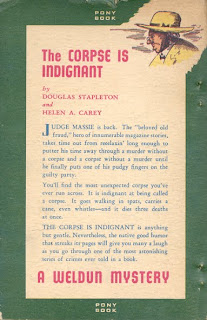 PONY
BOOK
The CORPSE IS
INDIGNANT
by
DOUGLAS STAPLETON
and
HELEN A. CAREY
JUDGE MASSIE is back. The "beloved old
fraud," hero of innumerable magazine stories,
takes time out from reelaxin' long enough to
putter his time away through a murder without
a corpse and a corpse without a murder until
he finally puts one of his pudgy fingers on the
guilty party.
You'll find the most unexpected corpse you've
ever run across. It is indignant at being called
a corpse. It goes walking in spats, carries a
cane, even whistles—and it dies three deaths
at once.
THE CORPSE IS INDIGNANT is anything
but gentle. Nevertheless, the native good humor
that streaks its pages will give you many a laugh
as you go through one of the most astonishing
series of crimes ever told in a book.
A WELDUN MYSTERY
PONY
BOOK